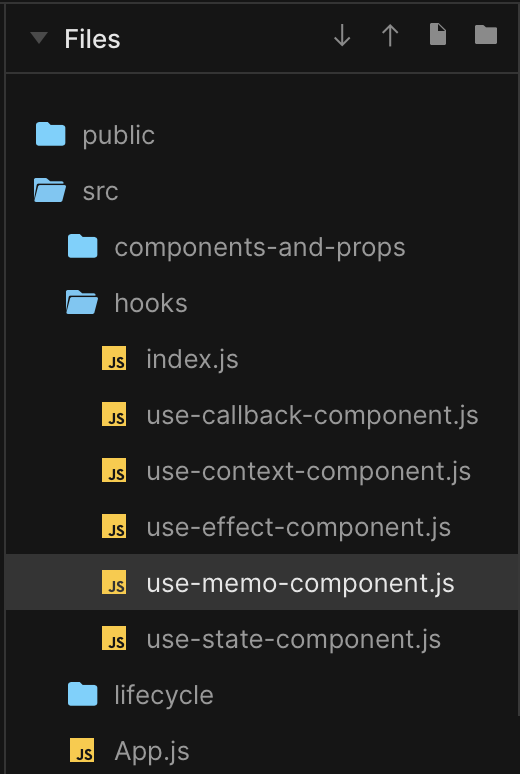 Files
public
src
components-and-props
hooks
JS index.js
JS use-callback-component.js
JS use-context-component.js
JS use-effect-component.js
JS use-memo-component.js
JS use-state-component.js
lifecycle
JS App.js